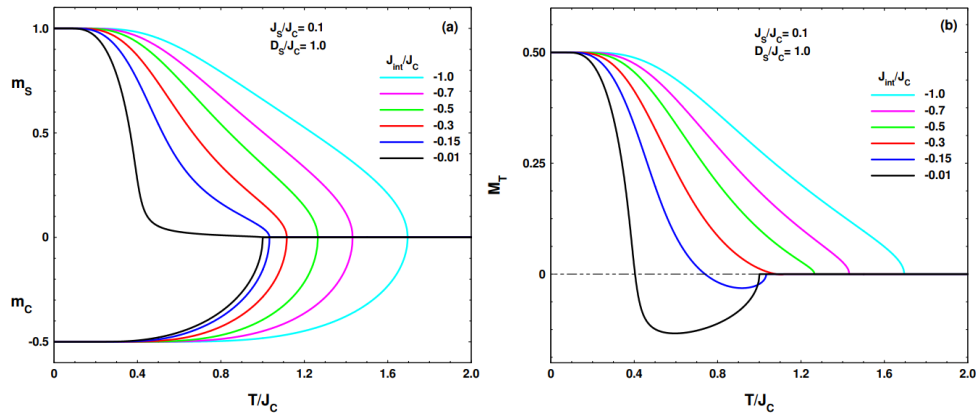 (a)
J_S/J_C= 0.1
D_S/J_C= 1.0
J_int/J_C
-1.0
-0.7
-0.5
-0.3
-0.15
-0.01
1.0
m_S
0.5
0
m_C
-0.5
0 0.4 0.8 1.2 1.6 2.0
T/J_C
(b)
J_S/J_C= 0.1
D_S/J_C= 1.0
J_int/J_C
-1.0
-0.7
-0.5
-0.3
-0.15
-0.01
0.50
0.25
M_T
0
0 0.4 0.8 1.2 1.6 2.0
T/J_C